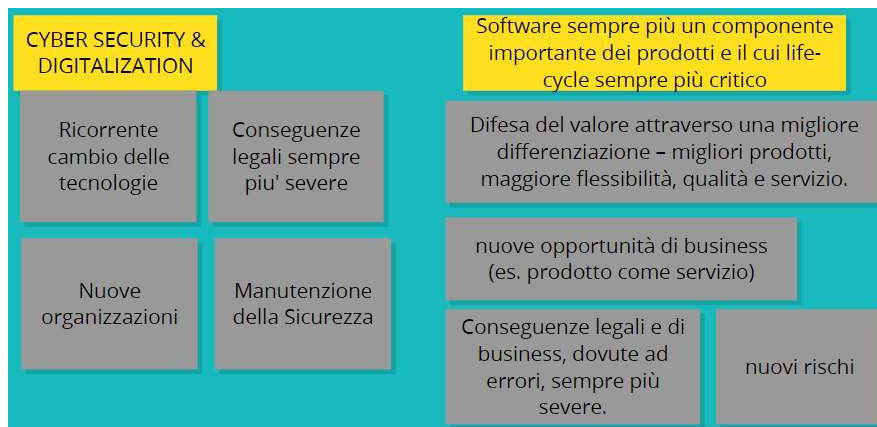 CYBER SECURITY &
DIGITALIZATION
Ricorrente
cambio delle
tecnologie
Conseguenze
legali sempre
piu' severe
Nuove
organizzazioni
Manutenzione
della Sicurezza
Software sempre più un componente
importante dei prodotti e il cui life-
cycle sempre più critico
Difesa del valore attraverso una migliore
differenziazione – migliori prodotti,
maggiore flessibilità, qualità e servizio.
nuove opportunità di business
(es. prodotto come servizio)
Conseguenze legali e di
business, dovute ad
errori, sempre più
severe.
nuovi rischi